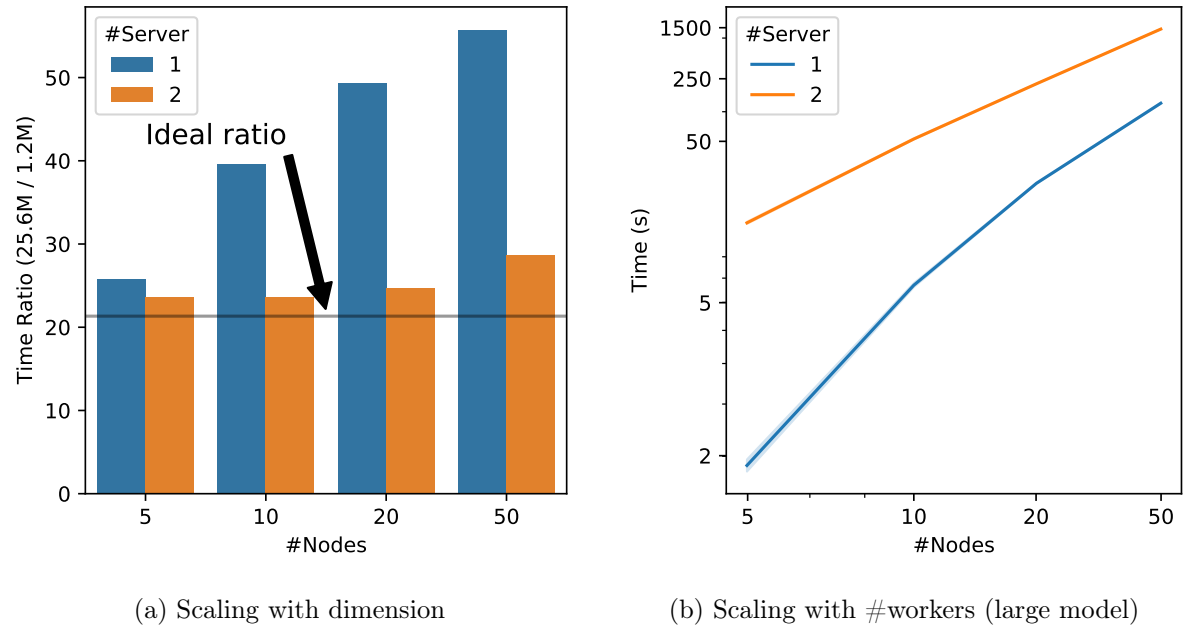 #Server
1
2
Ideal ratio
Time Ratio (25.6M / 1.2M)
50
40
30
20
10
0
5 10 20 50
#Nodes
(a) Scaling with dimension
#Server
1
2
Time (s)
1500
250
50
5
2
5 10 20 50
#Nodes
(b) Scaling with #workers (large model)